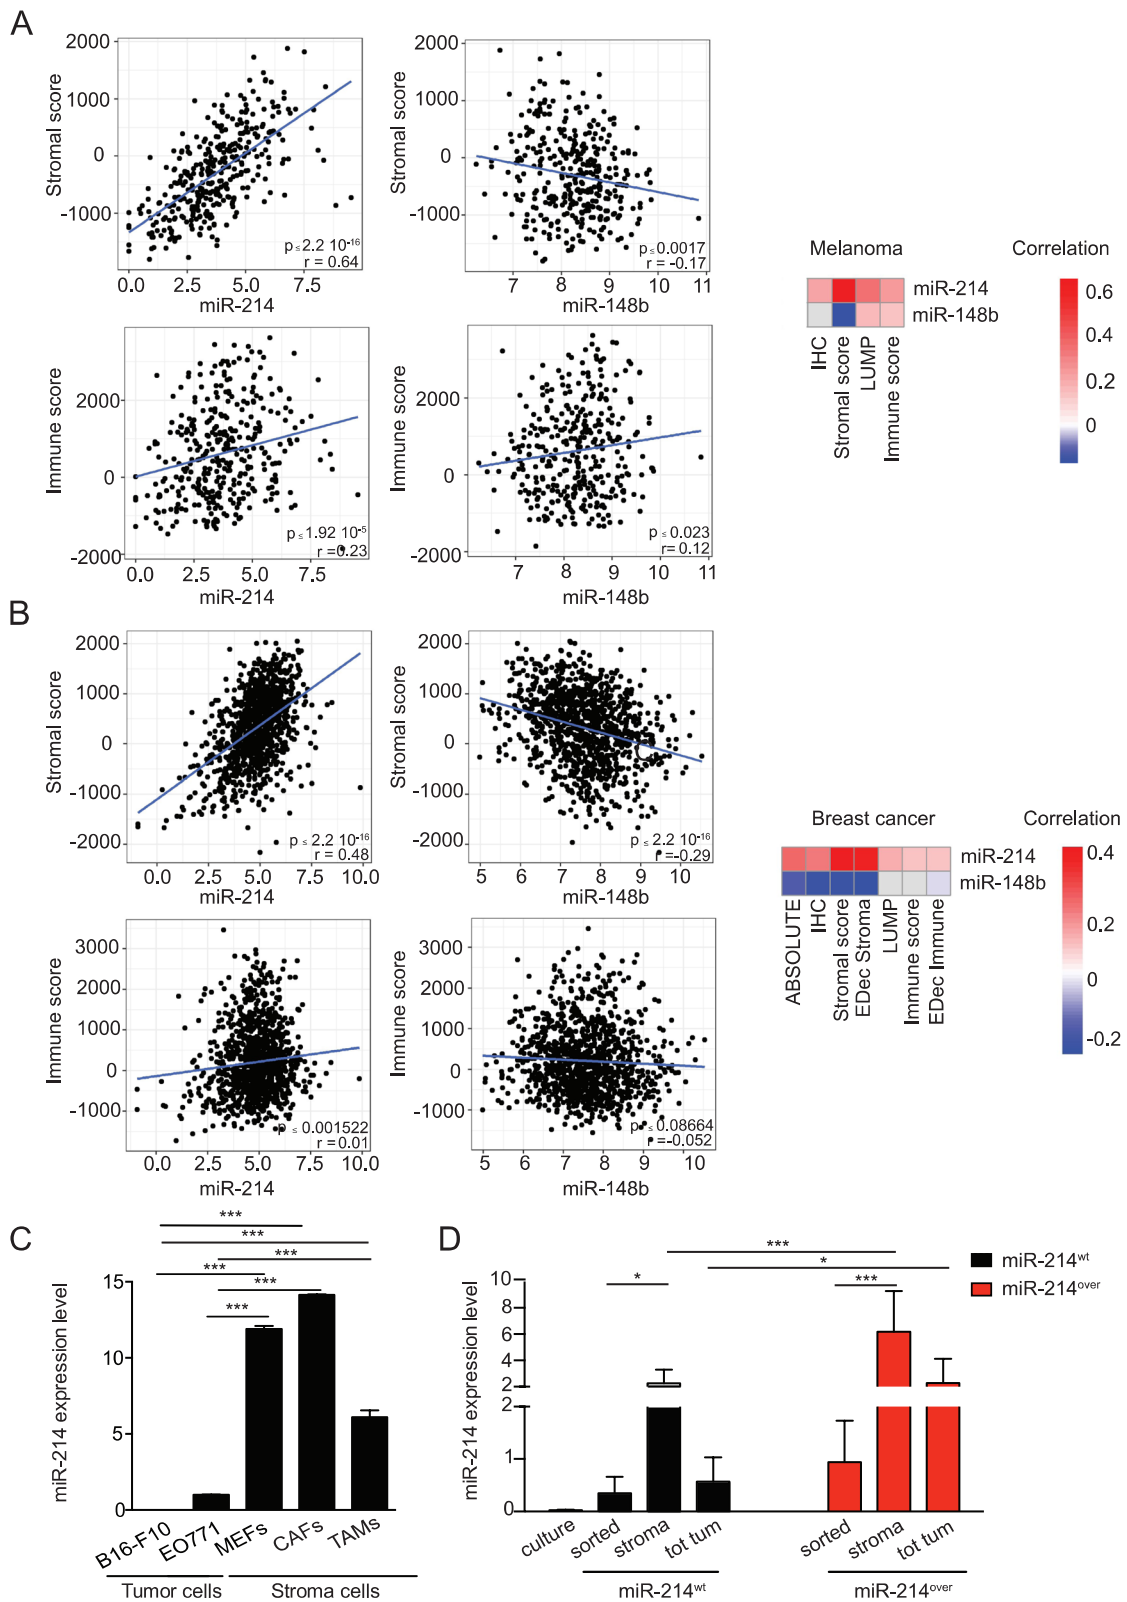 A
Stromal score
2000
1000
0
-1000
p ≤ 2.2 10-16
r = 0.64
0.0 2.5 5.0 7.5
miR-214
Stromal score
2000
1000
0
-1000
p ≤ 0.0017
r = -0.17
7 8 9 10 11
miR-148b
Melanoma
miR-214
miR-148b
IHC
Stromal score
LUMP
Immune score
Correlation
0.6
0.4
0.2
0
Immune score
2000
0
-2000
p ≤ 1.92 10-5
r = 0.23
0.0 2.5 5.0 7.5
miR-214
Immune score
2000
0
-2000
p ≤ 0.023
r= 0.12
7 8 9 10 11
miR-148b
B
Stromal score
2000
1000
0
-1000
-2000
p ≤ 2.2 10-16
r = 0.48
0.0 2.5 5.0 7.5 10.0
miR-214
Stromal score
2000
1000
0
-1000
-2000
p ≤ 2.2 10-16
r =-0.29
5 6 7 8 9 10
miR-148b
Breast cancer
miR-214
miR-148b
ABSOLUTE
IHC
Stromal score
EDec Stroma
LUMP
Immune score
EDec Immune
Correlation
0.4
0.2
0
-0.2
Immune score
3000
2000
1000
0
-1000
p ≤ 0.001522
r = 0.01
0.0 2.5 5.0 7.5 10.0
miR-214
Immune score
3000
2000
1000
0
-1000
p ≤ 0.08664
r =-0.052
5 6 7 8 9 10
miR-148b
C
miR-214 expression level
15
10
5
0
***
***
***
***
***
***
B16-F10
EO771
MEFs
CAFs
TAMs
Tumor cells
Stroma cells
D
miR-214 expression level
10
8
6
4
2
2
1
0
***
*
*
***
miR-214wt
miR-214over
culture
sorted
stroma
tot tum
sorted
stroma
tot tum
miR-214wt
miR-214over